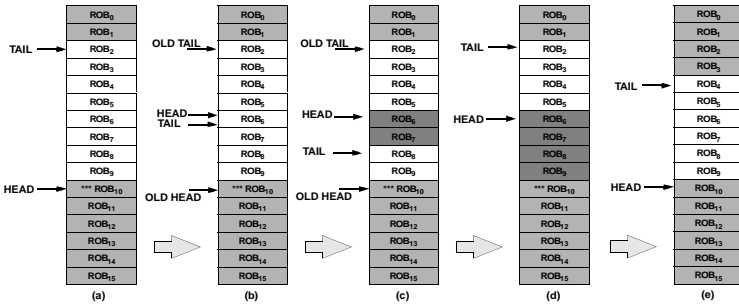 ROB0
ROB1
TAIL ROB2
ROB3
ROB4
ROB5
ROB6
ROB7
ROB8
ROB9
HEAD *** ROB10
ROB11
ROB12
ROB13
ROB14
ROB15
(a)
ROB0
ROB1
OLD TAIL ROB2
ROB3
ROB4
ROB5
HEAD ROB6
TAIL
ROB7
ROB8
ROB9
OLD HEAD *** ROB10
ROB11
ROB12
ROB13
ROB14
ROB15
(b)
ROB0
ROB1
OLD TAIL ROB2
ROB3
ROB4
ROB5
HEAD ROB6
ROB7
TAIL ROB8
ROB9
OLD HEAD *** ROB10
ROB11
ROB12
ROB13
ROB14
ROB15
(c)
ROB0
ROB1
TAIL ROB2
ROB3
ROB4
ROB5
HEAD ROB6
ROB7
ROB8
ROB9
*** ROB10
ROB11
ROB12
ROB13
ROB14
ROB15
(d)
ROB0
ROB1
ROB2
ROB3
TAIL ROB4
ROB5
ROB6
ROB7
ROB8
ROB9
HEAD ROB10
ROB11
ROB12
ROB13
ROB14
ROB15
(e)